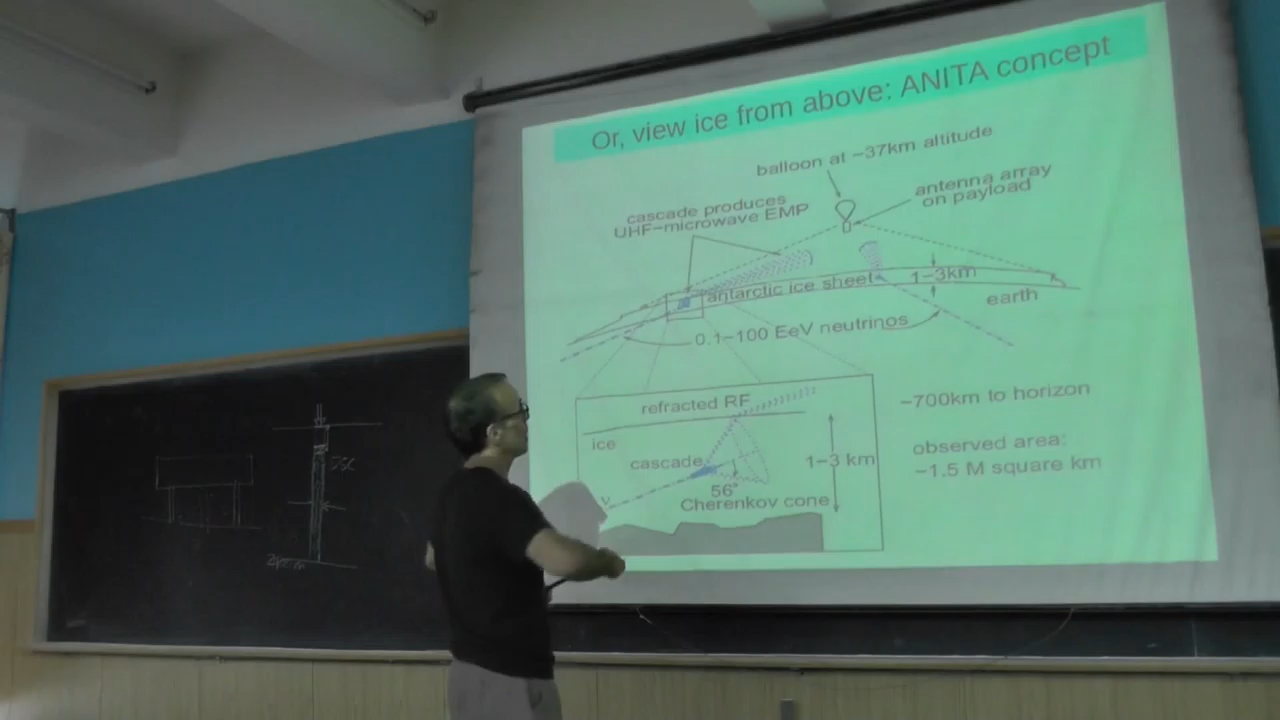 Or, view ice from above: ANITA concept
balloon at ~37km altitude
antenna array
on payload
cascade produces
UHF-microwave EMP
antarctic ice sheet
1-3km
earth
0.1-100 EeV neutrinos
~700km to horizon
observed area:
~1.5 M square km
refracted RF
ice
cascade
1-3 km
56°
Cherenkov cone
ν